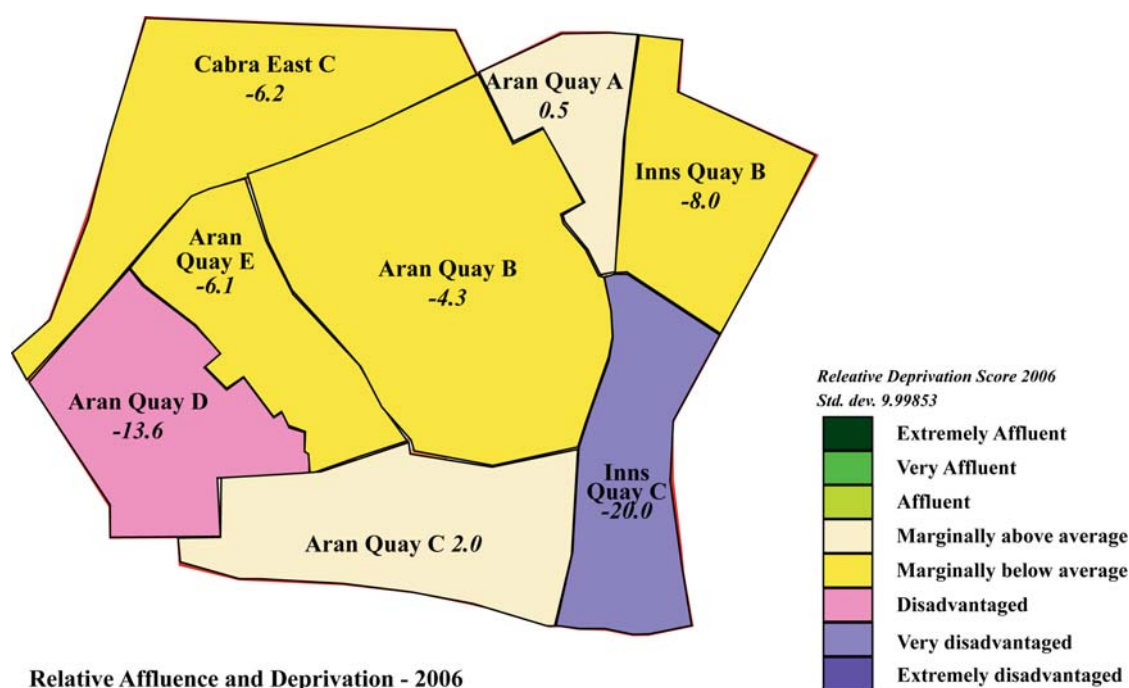 Cabra East C
-6.2
Aran Quay A
0.5
Inns Quay B
-8.0
Aran
Quay E
-6.1
Aran Quay B
-4.3
Aran Quay D
-13.6
Inns
Quay C
-20.0
Aran Quay C 2.0
Releative Deprivation Score 2006
Std. dev. 9.99853
Extremely Affluent
Very Affluent
Affluent
Marginally above average
Marginally below average
Disadvantaged
Very disadvantaged
Extremely disadvantaged
Relative Affluence and Deprivation - 2006